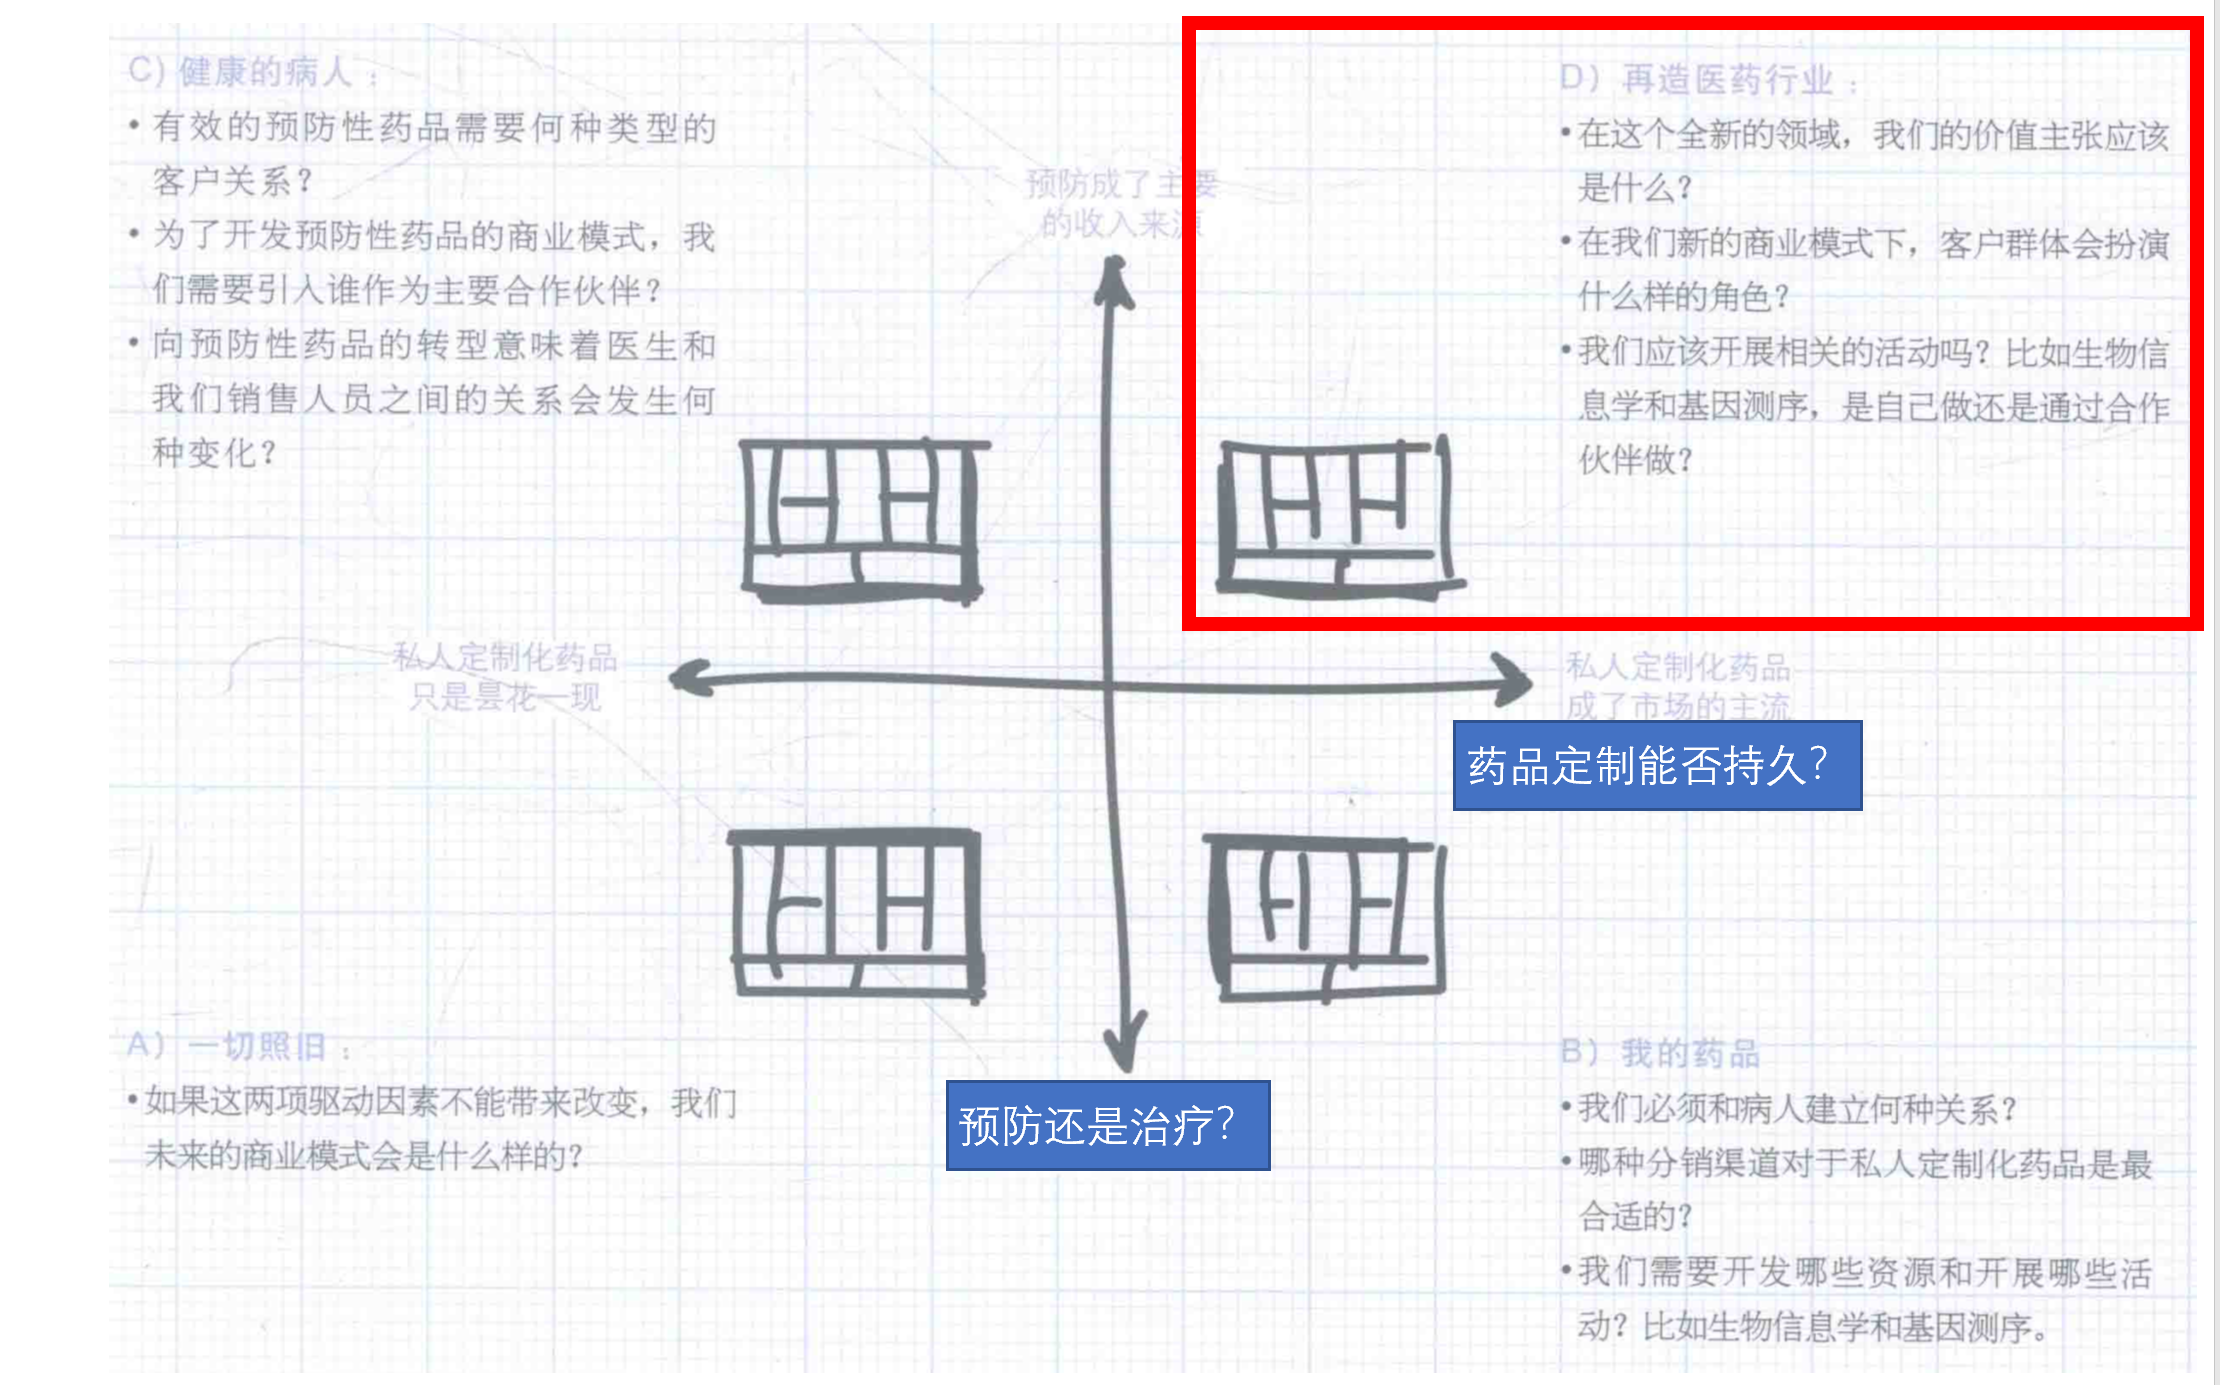 C) 健康的病人：
• 有效的预防性药品需要何种类型的
客户关系？
• 为了开发预防性药品的商业模式，我
们需要引入谁作为主要合作伙伴？
• 向预防性药品的转型意味着医生和
我们销售人员之间的关系会发生何
种变化？
预防成了主要
的收入来源
D）再造医药行业：
•在这个全新的领域，我们的价值主张应该
是什么？
•在我们新的商业模式下，客户群体会扮演
什么样的角色？
•我们应该开展相关的活动吗？比如生物信
息学和基因测序，是自己做还是通过合作
伙伴做？
私人定制化药品
只是昙花一现
私人定制化药品
成了市场的主流
药品定制能否持久？
A）一切照旧：
•如果这两项驱动因素不能带来改变，我们
未来的商业模式会是什么样的？
预防还是治疗？
B）我的药品
•我们必须和病人建立何种关系？
•哪种分销渠道对于私人定制化药品是最
合适的？
•我们需要开发哪些资源和开展哪些活
动？比如生物信息学和基因测序。